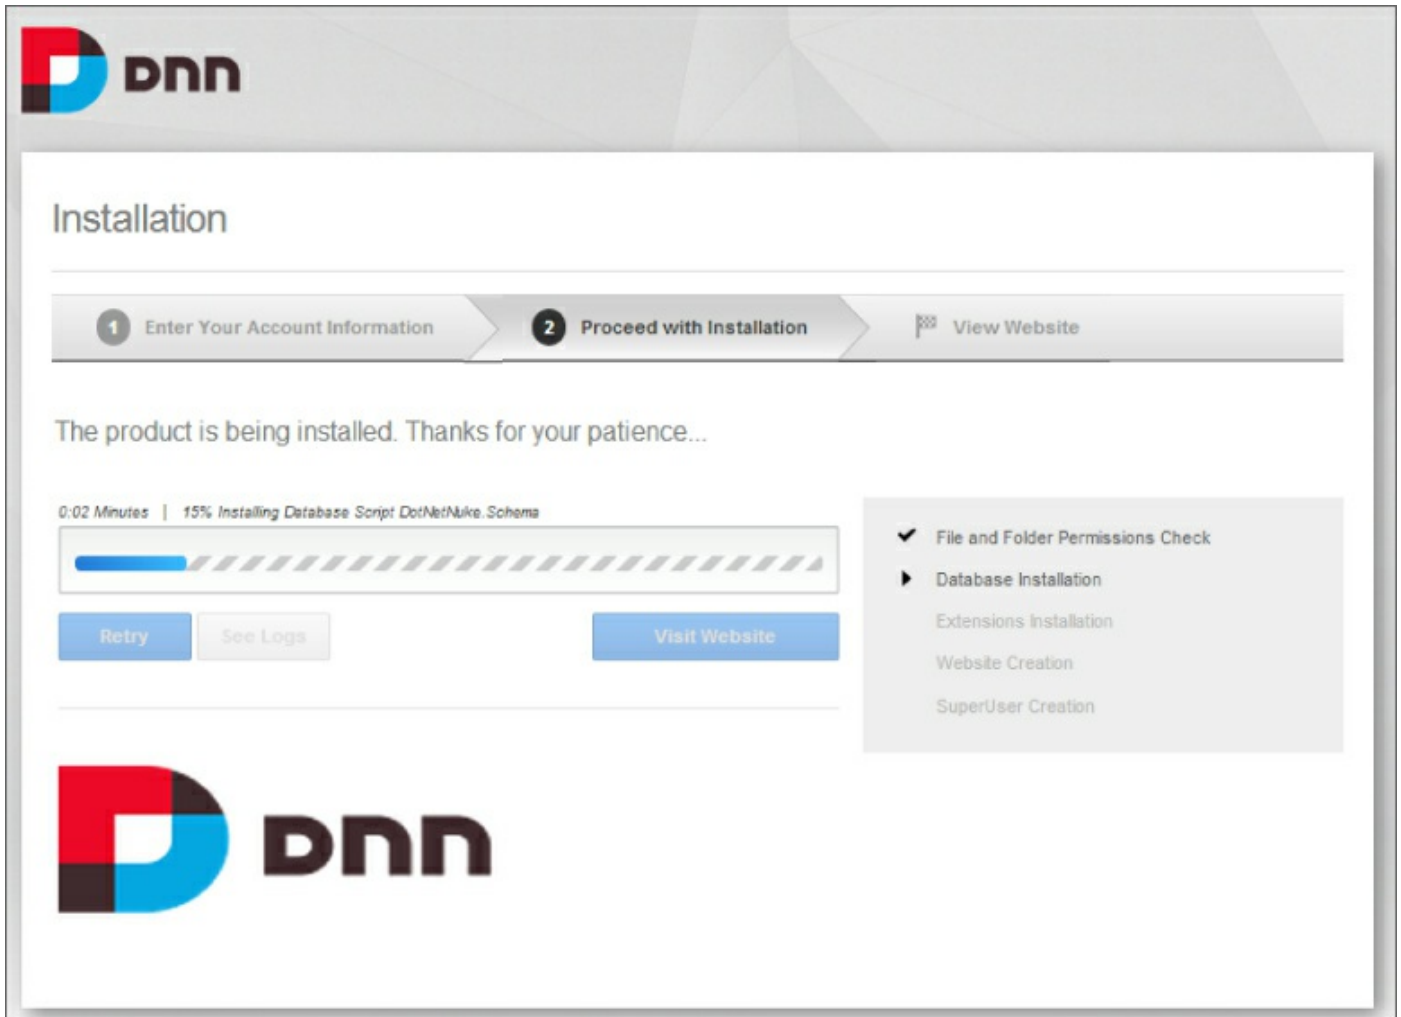 DNN
Installation
1 Enter Your Account Information
2 Proceed with Installation
View Website
The product is being installed. Thanks for your patience...
0:02 Minutes | 15% Installing Database Script DotNetNuke.Schema
File and Folder Permissions Check
Database Installation
Extensions Installation
Website Creation
SuperUser Creation
Retry
See Logs
Visit Website
DNN